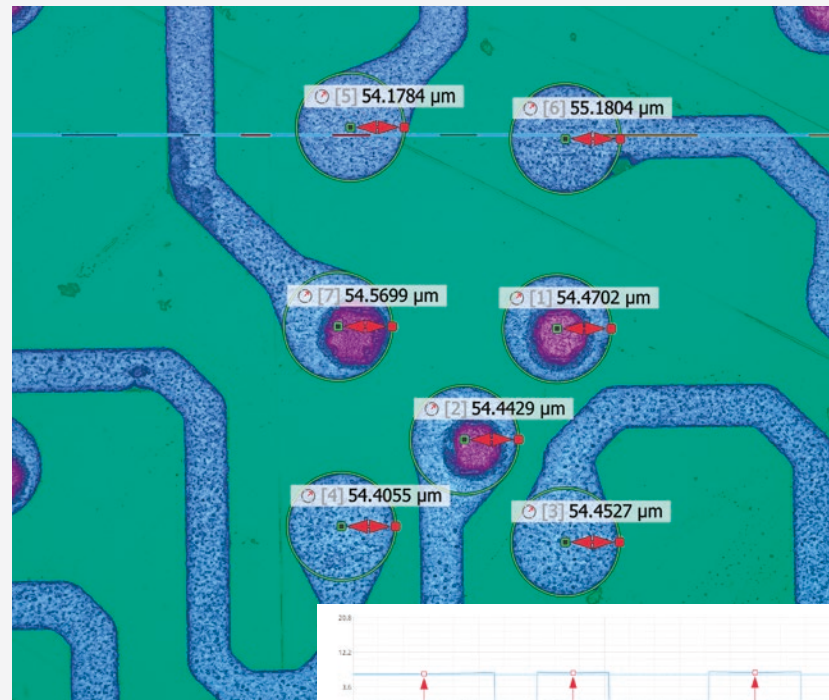 [5] 54.1784 µm
[6] 55.1804 µm
[7] 54.5699 µm
[1] 54.4702 µm
[2] 54.4429 µm
[4] 54.4055 µm
[3] 54.4527 µm
20.8
12.2
3.6